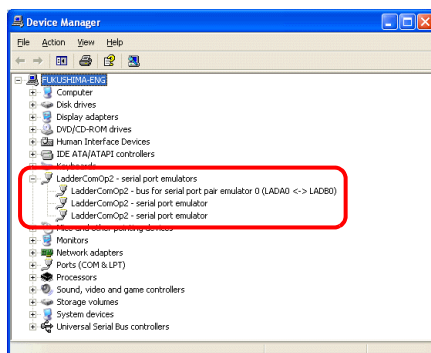 Device Manager
File Action View Help
FUKUSHIMA-ENG
Computer
Disk drives
Display adapters
DVD/CD-ROM drives
Human Interface Devices
IDE ATA/ATAPI controllers
Keyboards
LadderComOp2 - serial port emulators
LadderComOp2 - bus for serial port pair emulator 0 (LADA0 <-> LADB0)
LadderComOp2 - serial port emulator
LadderComOp2 - serial port emulator
Mice and other pointing devices
Monitors
Network adapters
Ports (COM & LPT)
Processors
Sound, video and game controllers
Storage volumes
System devices
Universal Serial Bus controllers